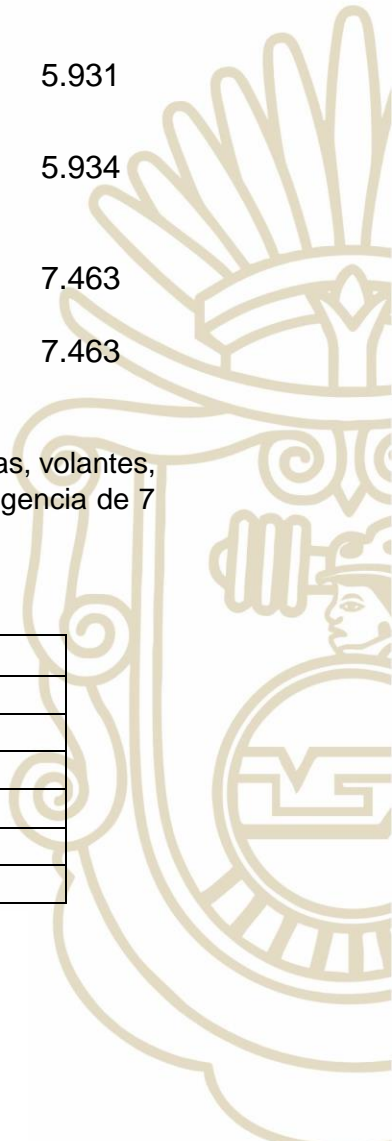 5.931
5.934
7.463
7.463
as, volantes,
gencia de 7